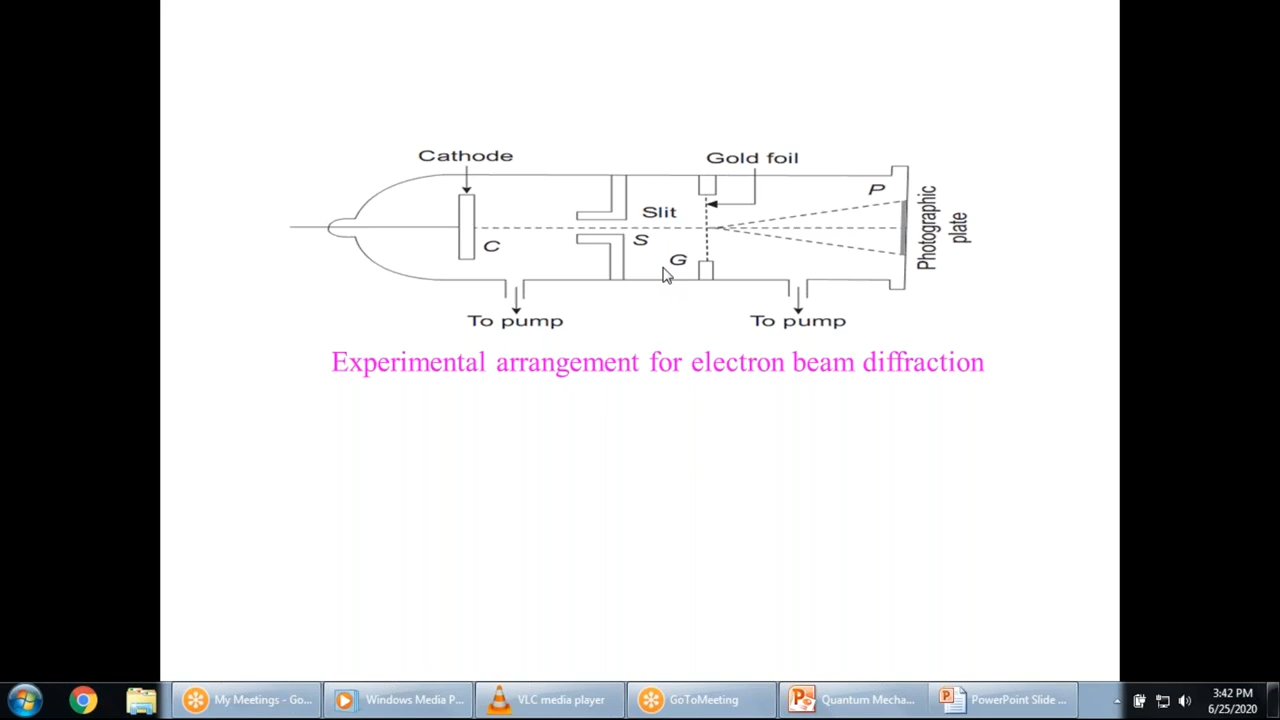 Cathode
Gold foil
P
Slit
S
C
G
Photographic
plate
To pump
To pump
Experimental arrangement for electron beam diffraction
My Meetings - Go...
Windows Media P...
VLC media player
GoToMeeting
Quantum Mecha...
PowerPoint Slide ...
3:42 PM
6/25/2020